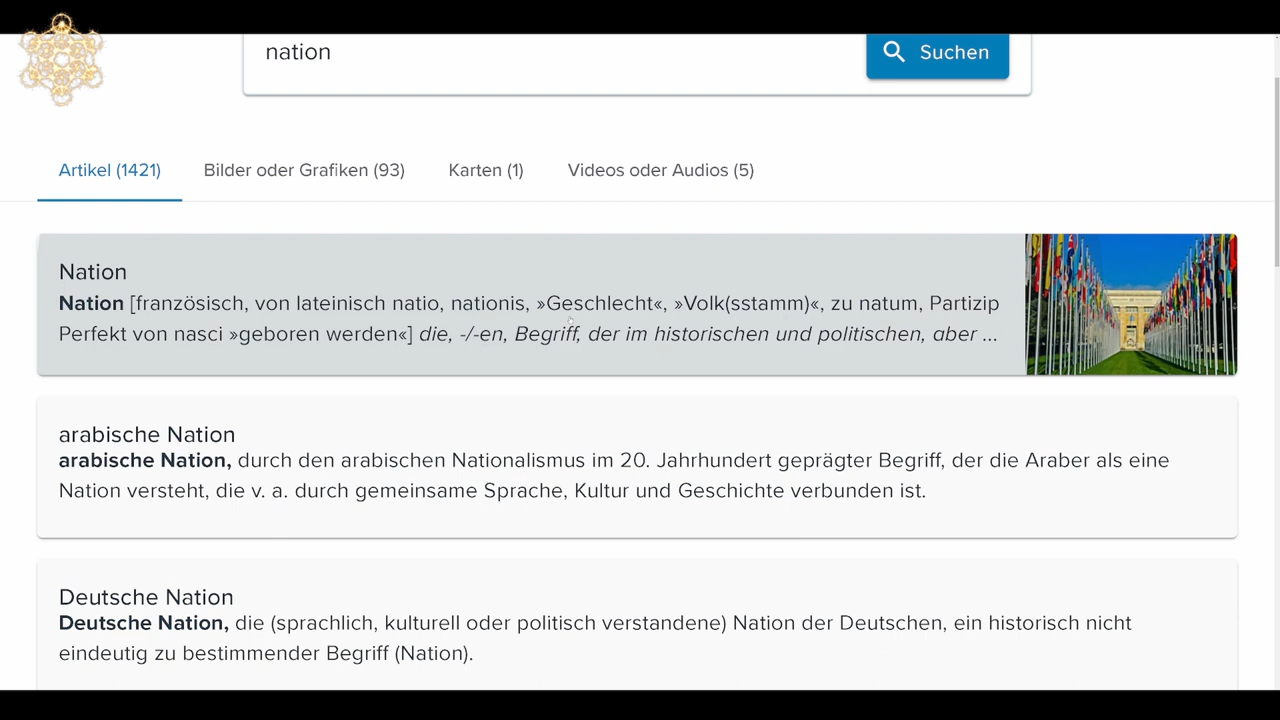 nation
Suchen
Artikel (1421)
Bilder oder Grafiken (93)
Karten (1)
Videos oder Audios (5)
Nation
Nation [französisch, von lateinisch natio, nationis, »Geschlecht«, »Volk(sstamm)«, zu natum, Partizip
Perfekt von nasci »geboren werden«] die, -/-en, Begriff, der im historischen und politischen, aber ...
arabische Nation
arabische Nation, durch den arabischen Nationalismus im 20. Jahrhundert geprägter Begriff, der die Araber als eine
Nation versteht, die v. a. durch gemeinsame Sprache, Kultur und Geschichte verbunden ist.
Deutsche Nation
Deutsche Nation, die (sprachlich, kulturell oder politisch verstandene) Nation der Deutschen, ein historisch nicht
eindeutig zu bestimmender Begriff (Nation).